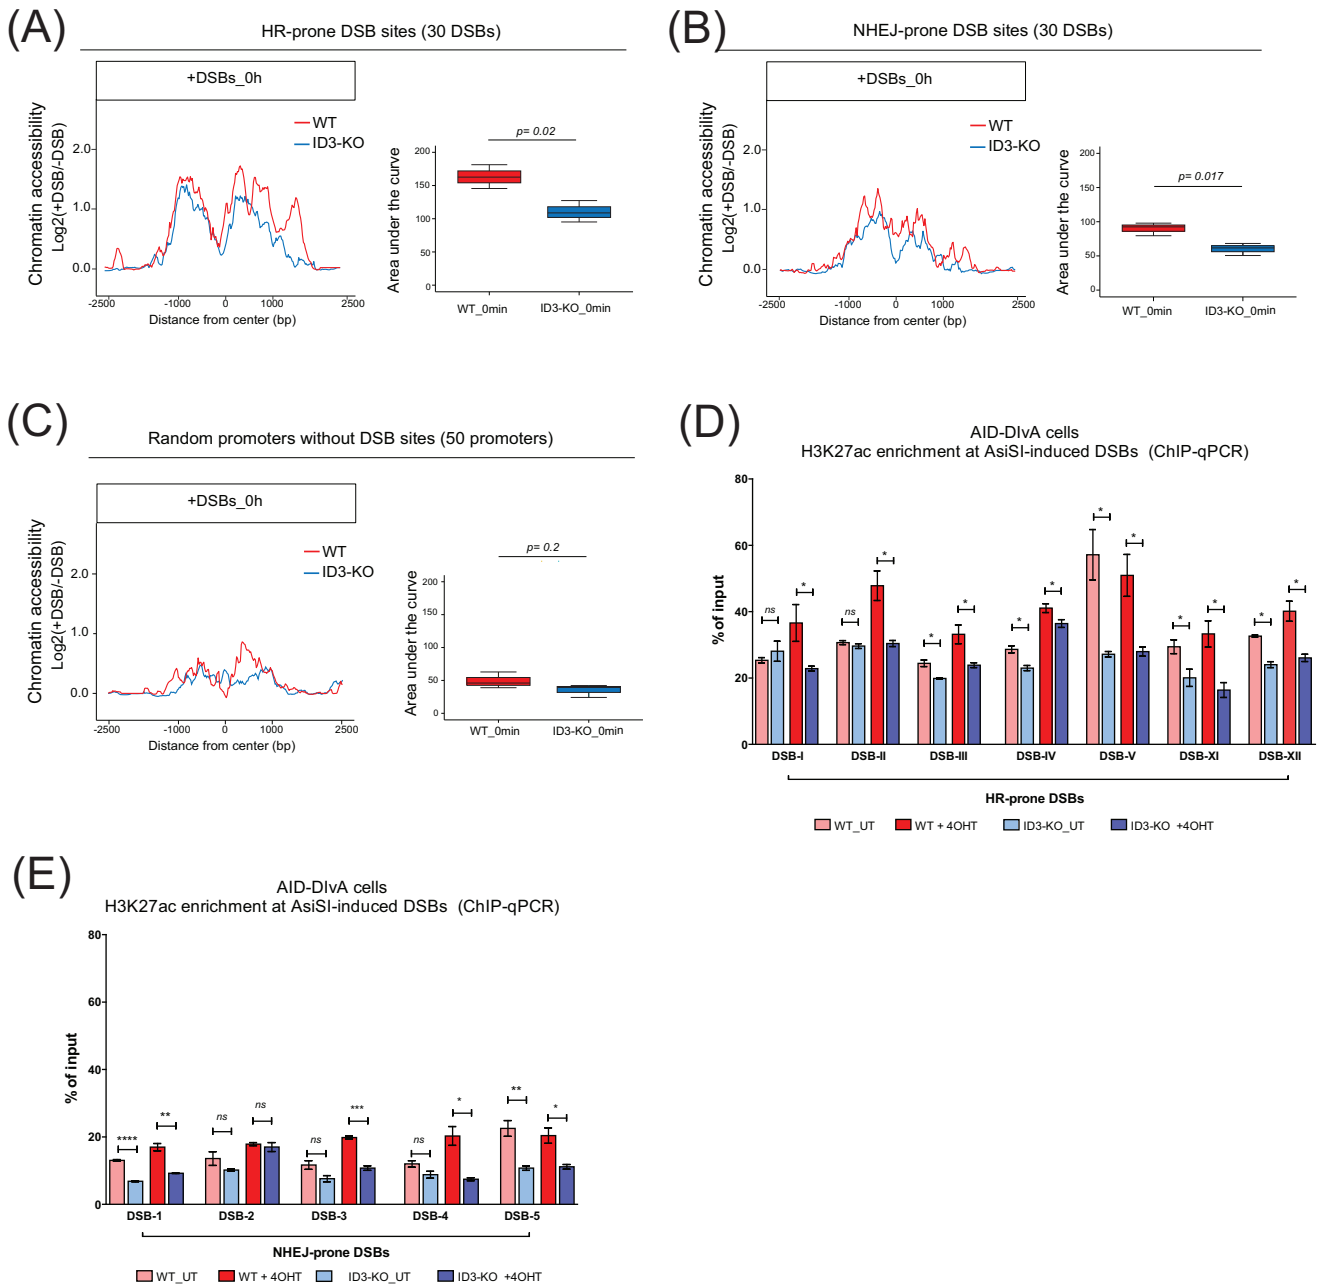 (A)
HR-prone DSB sites (30 DSBs)
+DSBs_0h
Chromatin accessibility
Log2(+DSB/-DSB)
WT
ID3-KO
2.0
1.0
0.0
-2500
-1000
0
1000
2500
Distance from center (bp)
p= 0.02
Area under the curve
200
150
100
50
0
WT_0min
ID3-KO_0min
(B)
NHEJ-prone DSB sites (30 DSBs)
+DSBs_0h
Chromatin accessibility
Log2(+DSB/-DSB)
WT
ID3-KO
2.0
1.0
0.0
-2500
-1000
0
1000
2500
Distance from center (bp)
p= 0.017
Area under the curve
200
150
100
50
0
WT_0min
ID3-KO_0min
(C)
Random promoters without DSB sites (50 promoters)
+DSBs_0h
Chromatin accessibility
Log2(+DSB/-DSB)
WT
ID3-KO
2.0
1.0
0.0
-2500
-1000
0
1000
2500
Distance from center (bp)
p= 0.2
Area under the curve
200
150
100
50
0
WT_0min
ID3-KO_0min
(D)
AID-DIvA cells
H3K27ac enrichment at AsiSI-induced DSBs (ChIP-qPCR)
% of input
80
60
40
20
0
ns * ns * * * * * * * * * * *
DSB-I DSB-II DSB-III DSB-IV DSB-V DSB-XI DSB-XII
HR-prone DSBs
WT_UT WT + 4OHT ID3-KO_UT ID3-KO +4OHT
(E)
AID-DIvA cells
H3K27ac enrichment at AsiSI-induced DSBs (ChIP-qPCR)
% of input
80
60
40
20
0
**** ** ns ns ns *** ns * ** *
DSB-1 DSB-2 DSB-3 DSB-4 DSB-5
NHEJ-prone DSBs
WT_UT WT + 4OHT ID3-KO_UT ID3-KO +4OHT